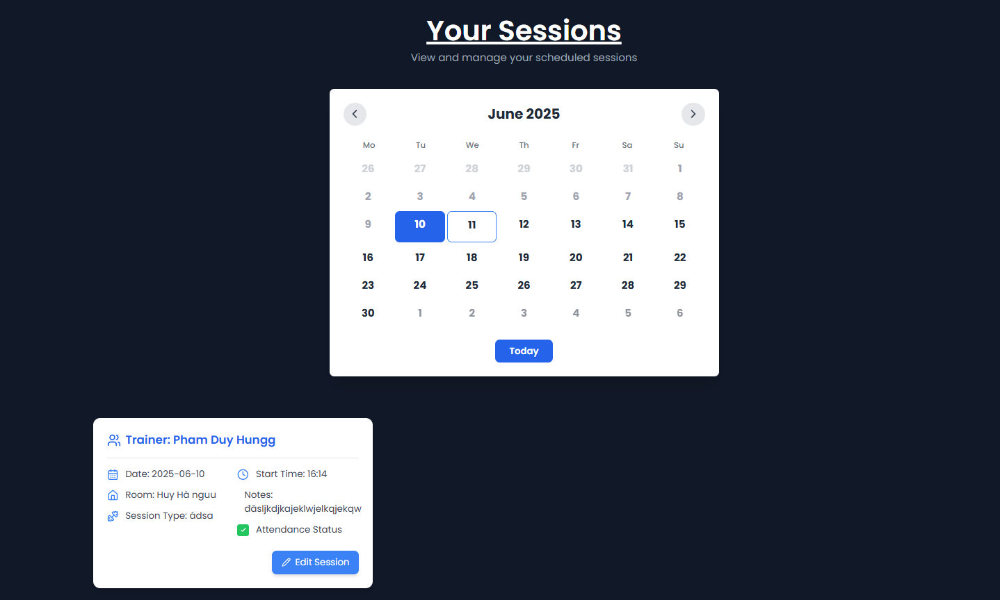 Your Sessions
View and manage your scheduled sessions
June 2025
Mo Tu We Th Fr Sa Su
26 27 28 29 30 31 1
2 3 4 5 6 7 8
9 10 11 12 13 14 15
16 17 18 19 20 21 22
23 24 25 26 27 28 29
30 1 2 3 4 5 6
Today
Trainer: Pham Duy Hungg
Date: 2025-06-10
Start Time: 16:14
Room: Huy Hà nguu
Notes:
đâsljkdjkajeklwjelkqjekqw
Session Type: ádsa
Attendance Status
Edit Session